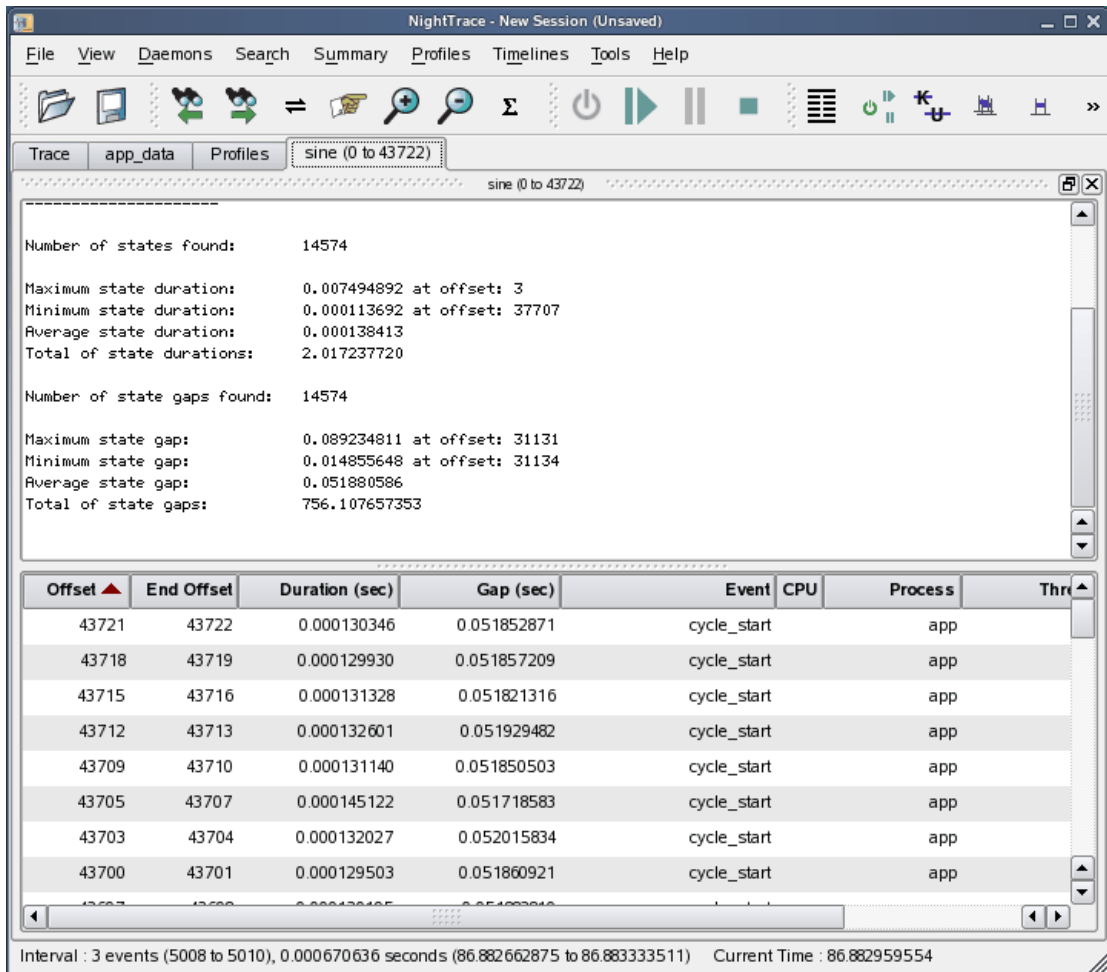 NightTrace - New Session (Unsaved)
File View Daemons Search Summary Profiles Timelines Tools Help
Σ K U H »
Trace app_data Profiles sine (0 to 43722)
sine (0 to 43722)
---------------------
Number of states found: 14574
Maximum state duration: 0.007494892 at offset: 3
Minimum state duration: 0.000113692 at offset: 37707
Average state duration: 0.000138413
Total of state durations: 2.017237720
Number of state gaps found: 14574
Maximum state gap: 0.089234811 at offset: 31131
Minimum state gap: 0.014855648 at offset: 31134
Average state gap: 0.051880586
Total of state gaps: 756.107657353
Offset End Offset Duration (sec) Gap (sec) Event CPU Process Thre
43721 43722 0.000130346 0.051852871 cycle_start app
43718 43719 0.000129930 0.051857209 cycle_start app
43715 43716 0.000131328 0.051821316 cycle_start app
43712 43713 0.000132601 0.051929482 cycle_start app
43709 43710 0.000131140 0.051850503 cycle_start app
43705 43707 0.000145122 0.051718583 cycle_start app
43703 43704 0.000132027 0.052015834 cycle_start app
43700 43701 0.000129503 0.051860921 cycle_start app
Interval : 3 events (5008 to 5010), 0.000670636 seconds (86.882662875 to 86.883333511) Current Time : 86.882959554